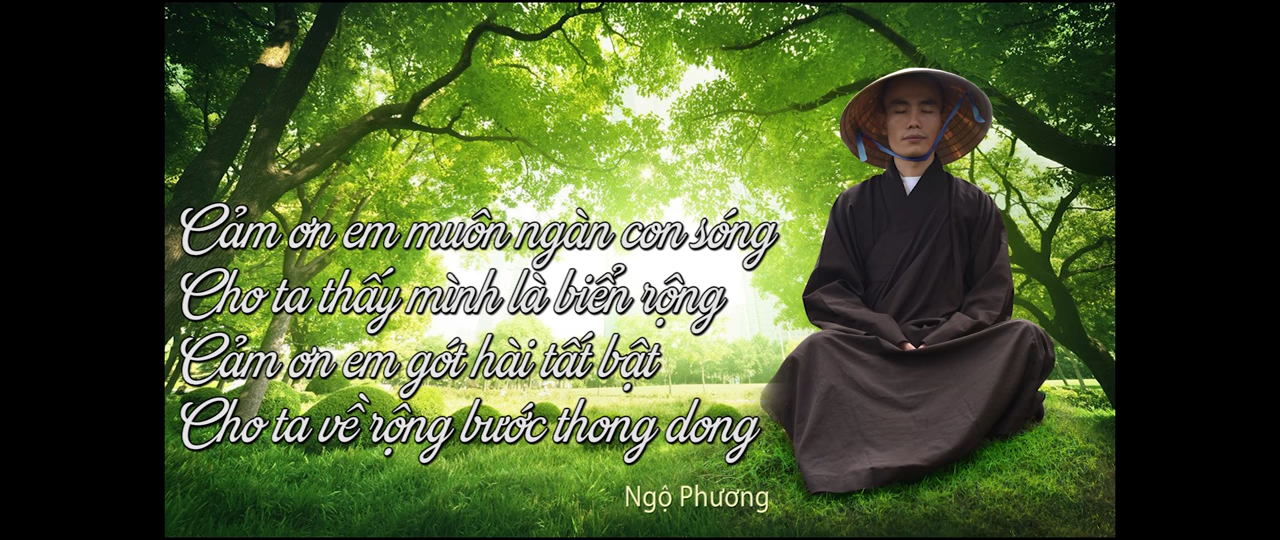 Cảm ơn em muôn ngàn con sóng
Cho ta thấy mình là biển rộng
Cảm ơn em gót hài tất bật
Cho ta về rộng bước thong dong
Ngộ Phương